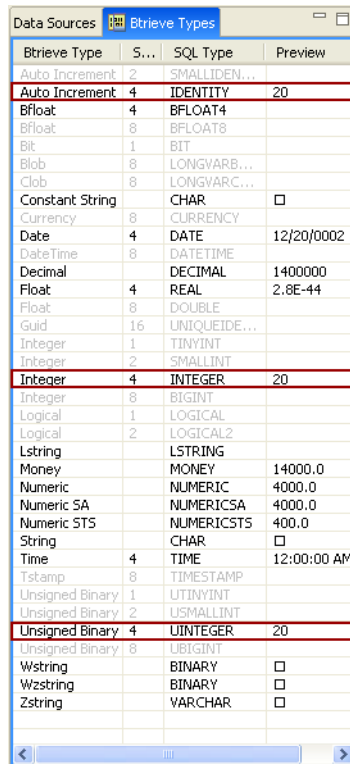 Data Sources Btrieve Types
Btrieve Type S... SQL Type Preview
Auto Increment 2 SMALLIDEN...
Auto Increment 4 IDENTITY 20
Bfloat 4 BFLOAT4
Bfloat 8 BFLOAT8
Bit 1 BIT
Blob 8 LONGVARB...
Clob 8 LONGVARC...
Constant String CHAR □
Currency 8 CURRENCY
Date 4 DATE 12/20/0002
DateTime 8 DATETIME
Decimal DECIMAL 1400000
Float 4 REAL 2.8E-44
Float 8 DOUBLE
Guid 16 UNIQUEIDE...
Integer 1 TINYINT
Integer 2 SMALLINT
Integer 4 INTEGER 20
Integer 8 BIGINT
Logical 1 LOGICAL
Logical 2 LOGICAL2
Lstring LSTRING
Money MONEY 14000.0
Numeric NUMERIC 4000.0
Numeric SA NUMERICSA 4000.0
Numeric STS NUMERICSTS 400.0
String CHAR □
Time 4 TIME 12:00:00 AM
Tstamp 8 TIMESTAMP
Unsigned Binary 1 UTINYINT
Unsigned Binary 2 USMALLINT
Unsigned Binary 4 UINTEGER 20
Unsigned Binary 8 UBIGINT
Wstring BINARY □
Wzstring BINARY □
Zstring VARCHAR □